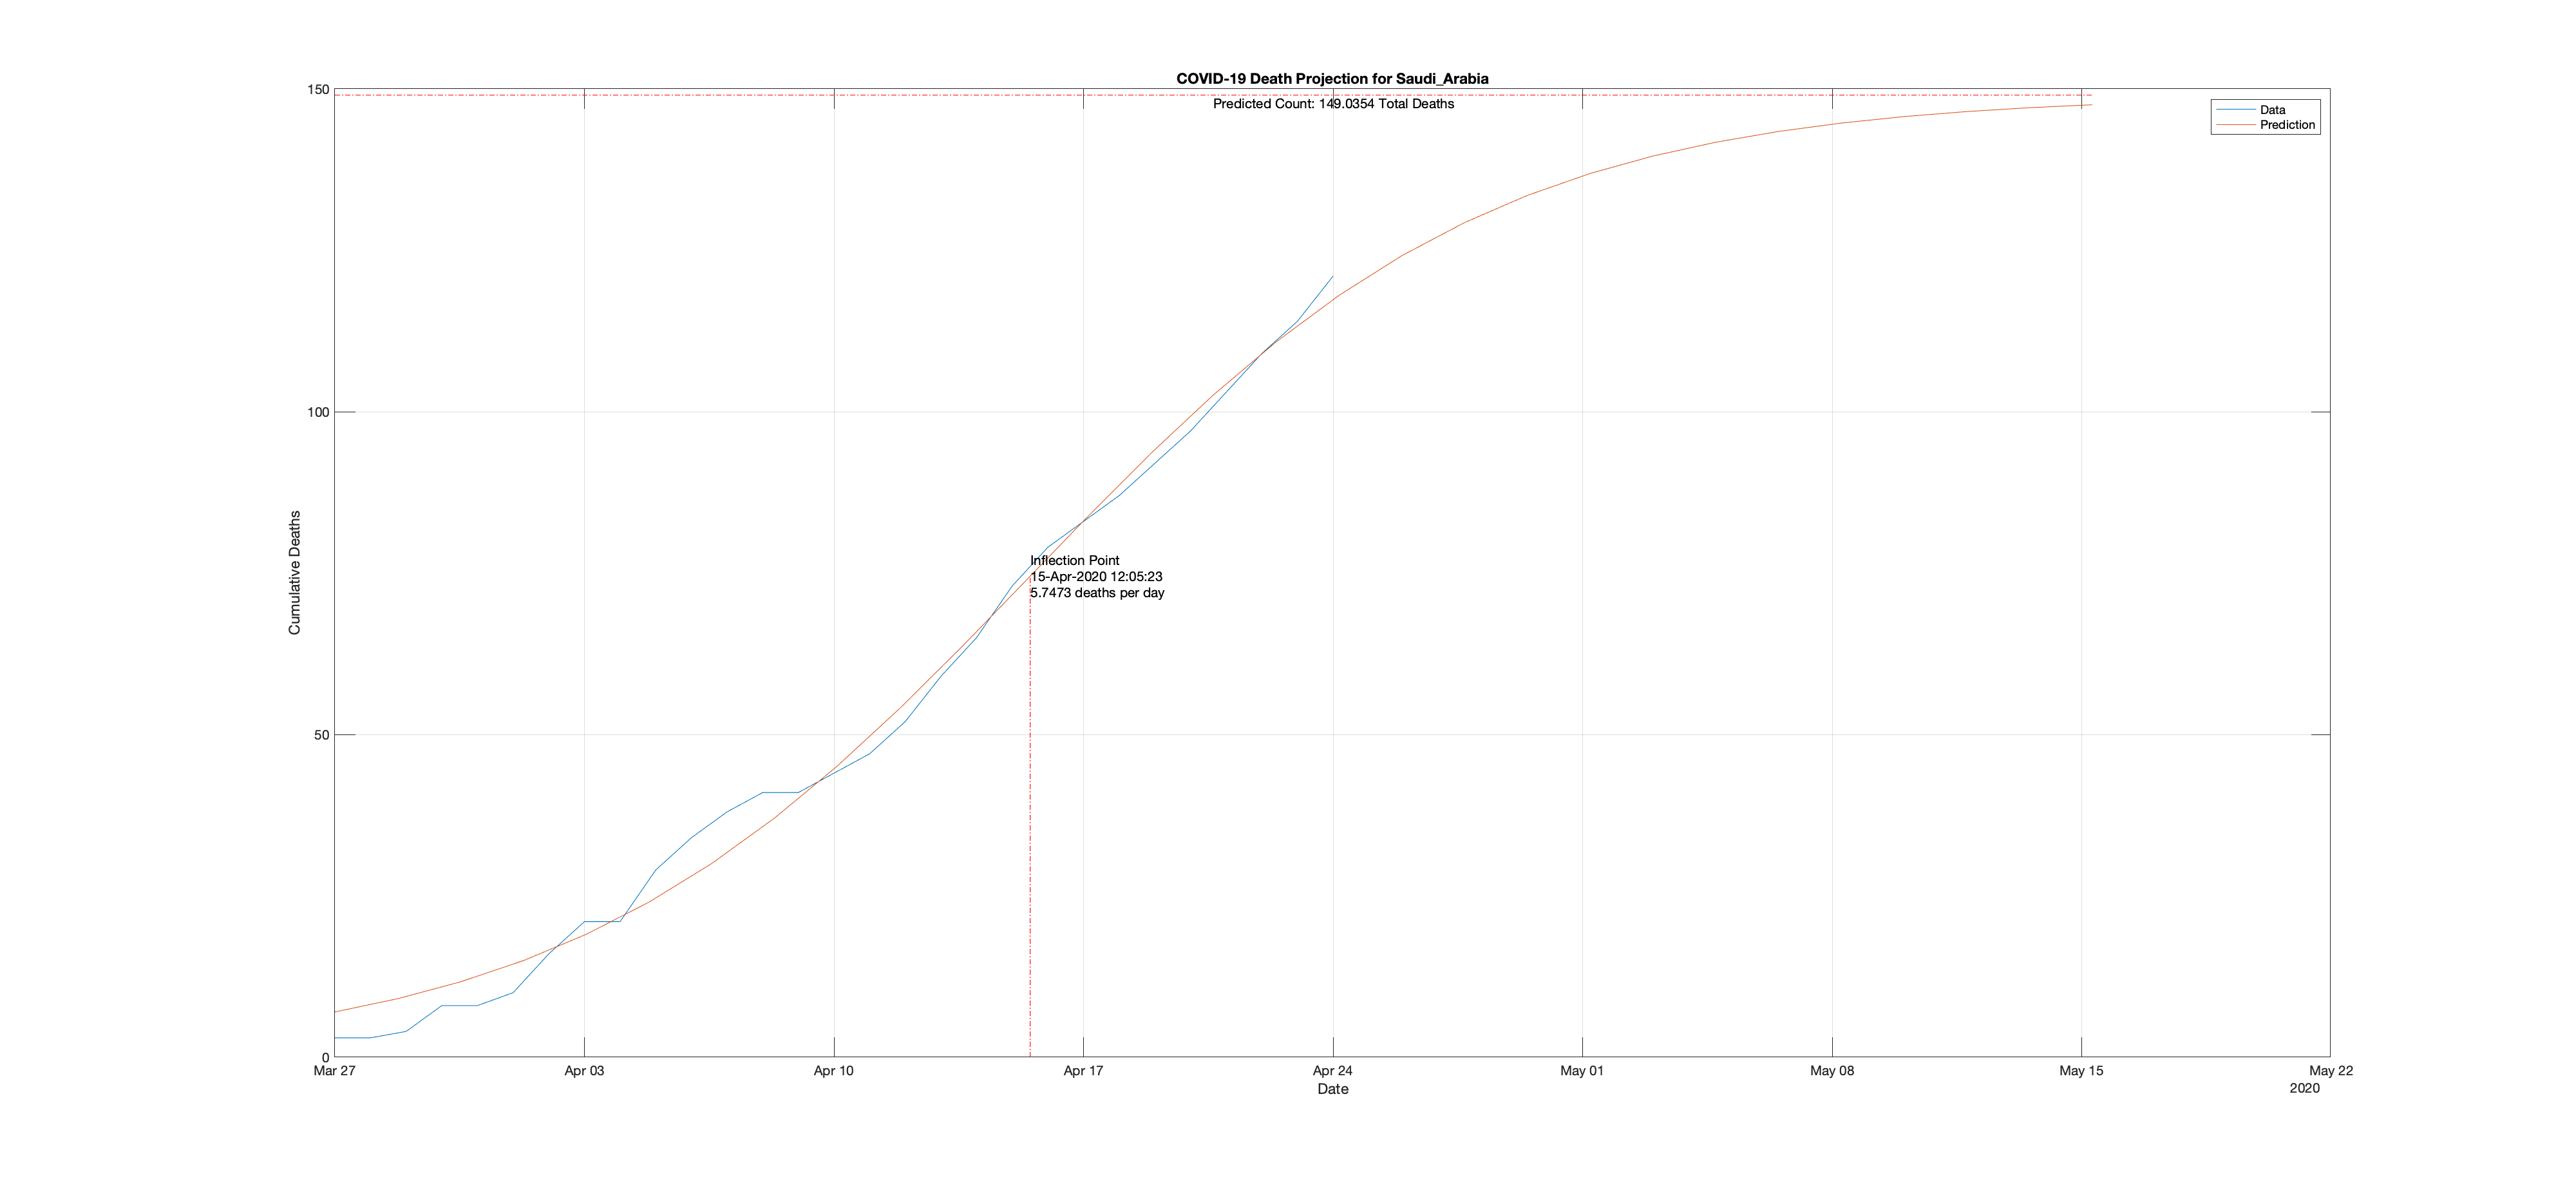 COVID-19 Death Projection for Saudi_Arabia
150
Predicted Count: 149.0354 Total Deaths
Data
Prediction
100
Cumulative Deaths
Inflection Point
15-Apr-2020 12:05:23
5.7473 deaths per day
50
0
Mar 27 Apr 03 Apr 10 Apr 17 Apr 24 May 01 May 08 May 15 May 22
Date
2020